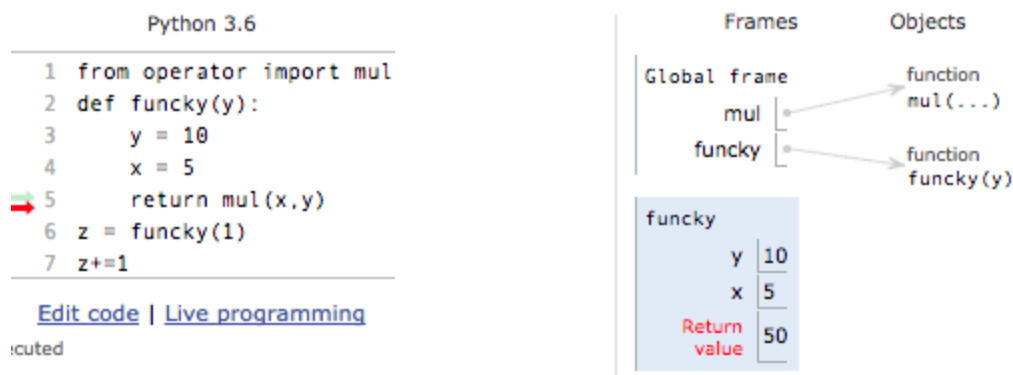 Python 3.6
1 from operator import mul
2 def funcky(y):
3     y = 10
4     x = 5
5     return mul(x,y)
6 z = funcky(1)
7 z+=1
Edit code | Live programming
cuted
Frames
Objects
Global frame
mul
funcky
function
mul(...)
function
funcky(y)
funcky
y 10
x 5
Return
value 50